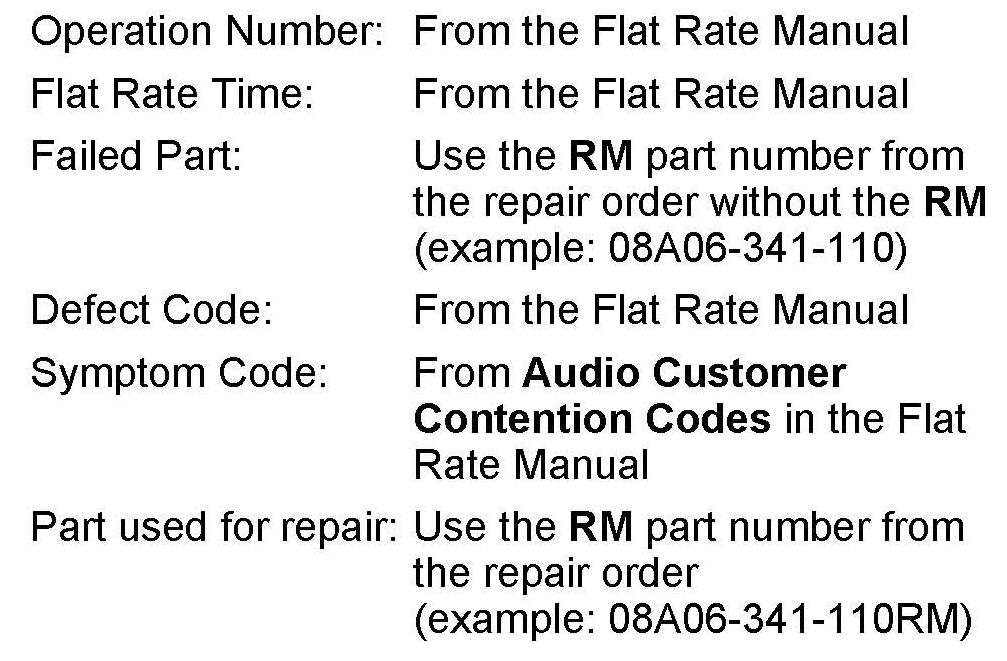 Operation Number: From the Flat Rate Manual
Flat Rate Time: From the Flat Rate Manual
Failed Part: Use the RM part number from
the repair order without the RM
(example: 08A06-341-110)
Defect Code: From the Flat Rate Manual
Symptom Code: From Audio Customer
Contention Codes in the Flat
Rate Manual
Part used for repair: Use the RM part number from
the repair order
(example: 08A06-341-110RM)